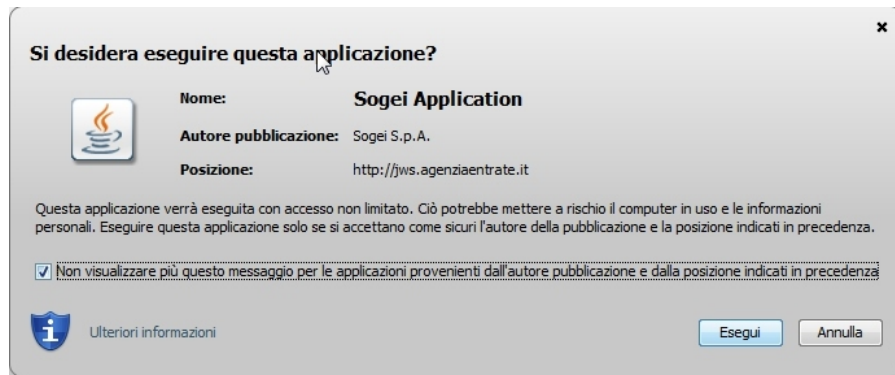 Si desidera eseguire questa applicazione?
Nome: Sogei Application
Autore pubblicazione: Sogei S.p.A.
Posizione: http://jws.agenziaentrate.it
Questa applicazione verrà eseguita con accesso non limitato. Ciò potrebbe mettere a rischio il computer in uso e le informazioni
personali. Eseguire questa applicazione solo se si accettano come sicuri l'autore della pubblicazione e la posizione indicati in precedenza.
Non visualizzare più questo messaggio per le applicazioni provenienti dall'autore pubblicazione e dalla posizione indicati in precedenza
Ulteriori informazioni
Esegui
Annulla